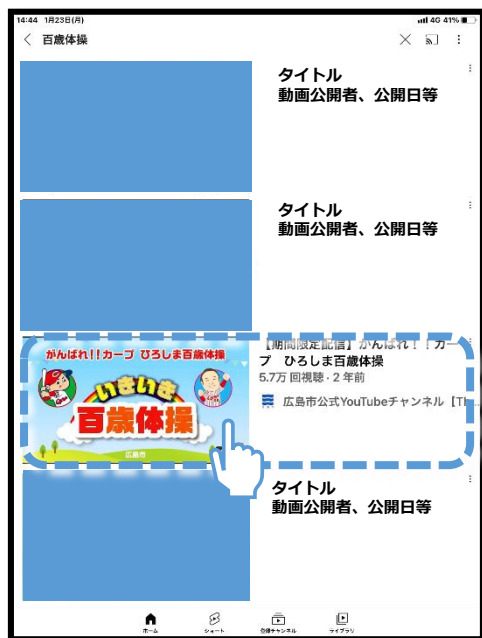 14:44 1月23日(月) 4G 41%
百歳体操
タイトル
動画公開者、公開日等
タイトル
動画公開者、公開日等
がんばれ!!カープ ひろしま百歳体操
いきいき
百歳体操
広島市
【期間限定配信】がんばれ!!カー
プ ひろしま百歳体操
5.7万 回視聴・2 年前
広島市公式YouTubeチャンネル【Th...
タイトル
動画公開者、公開日等
ホーム ショート 登録チャンネル ライブラリ